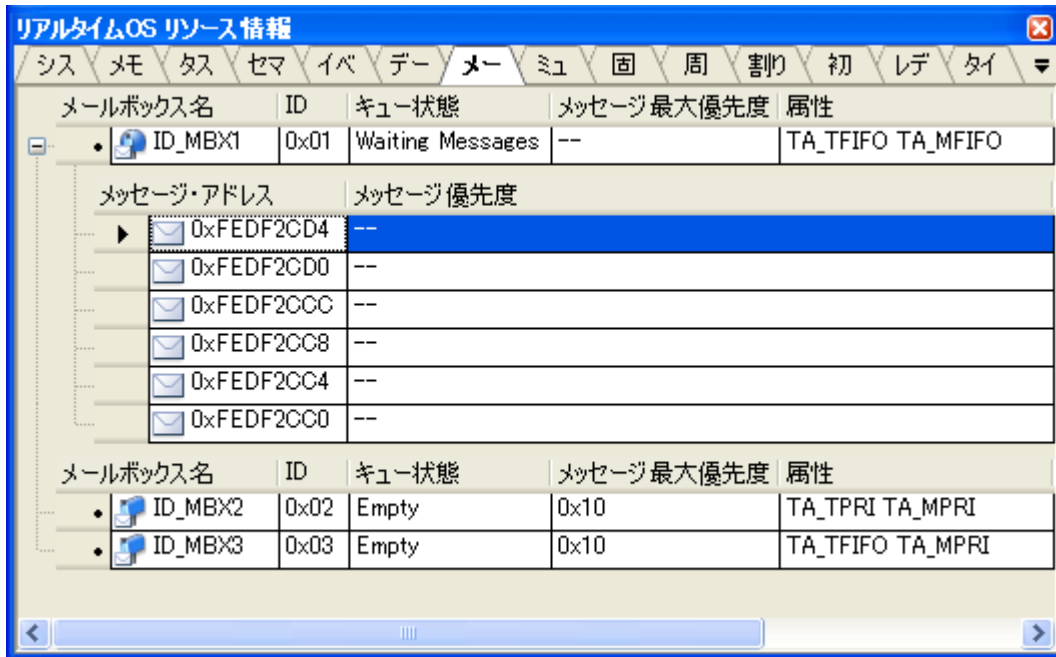 リアルタイムOS リソース情報
シス メモ タス セマ イベ デー メー ミュ 固 周 割り 初 レデ タイ
メールボックス名 ID キュー状態 メッセージ最大優先度 属性
ID_MBX1 0x01 Waiting Messages -- TA_TFIFO TA_MFIFO
メッセージ・アドレス メッセージ優先度
0xFEDF2CD4 --
0xFEDF2CD0 --
0xFEDF2CCC --
0xFEDF2CC8 --
0xFEDF2CC4 --
0xFEDF2CC0 --
メールボックス名 ID キュー状態 メッセージ最大優先度 属性
ID_MBX2 0x02 Empty 0x10 TA_TPRI TA_MPRI
ID_MBX3 0x03 Empty 0x10 TA_TFIFO TA_MPRI